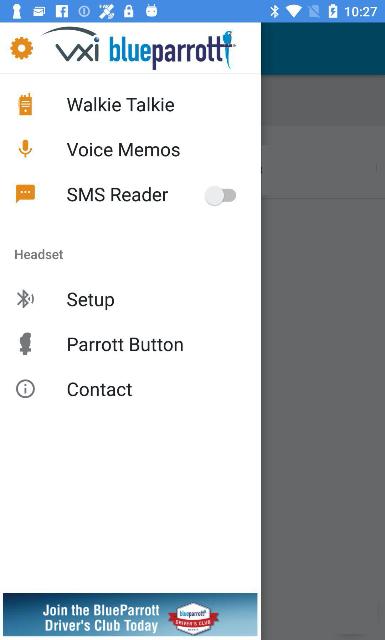 10:27
vxi blueparrott
Walkie Talkie
Voice Memos
SMS Reader
Headset
Setup
Parrott Button
Contact
Join the BlueParrott
Driver's Club Today
blueparrott
DRIVER'S CLUB